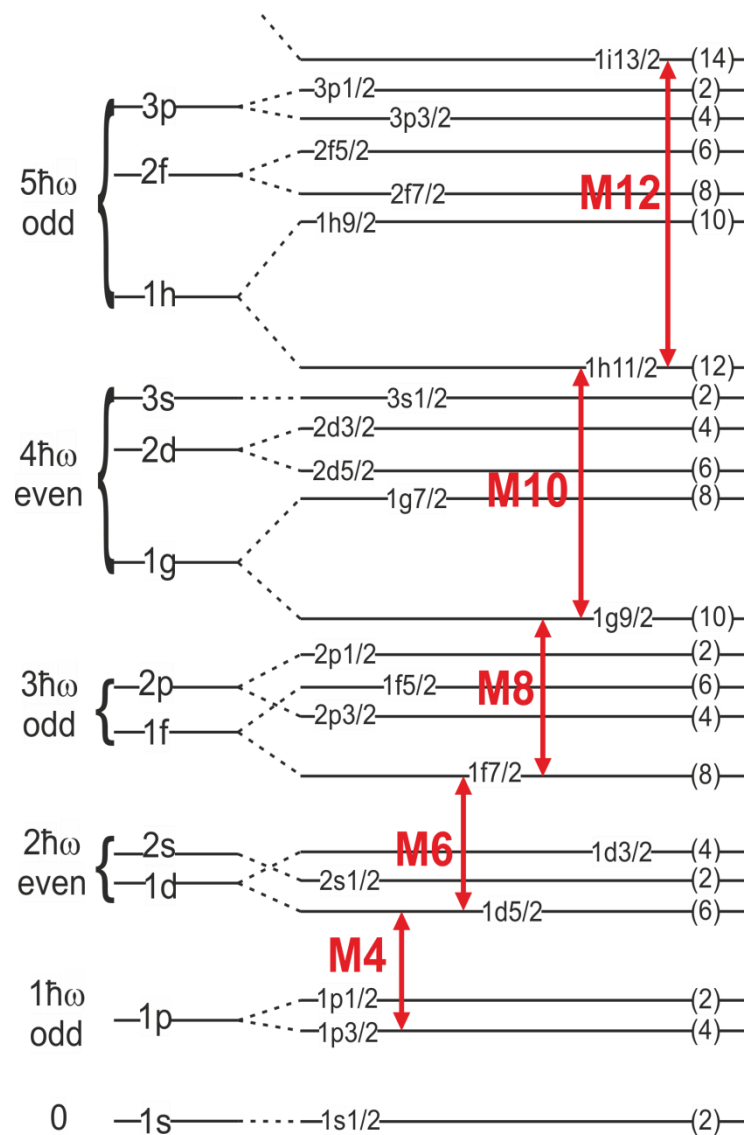 1i13/2 (14)
3p 3p1/2 (2)
3p3/2 (4)
5ħω odd
2f 2f5/2 (6)
2f7/2 (8)
M12
1h9/2 (10)
1h
1h11/2 (12)
3s 3s1/2 (2)
4ħω even
2d 2d3/2 (4)
2d5/2 (6)
M10
1g7/2 (8)
1g
1g9/2 (10)
2p1/2 (2)
3ħω odd
2p 1f5/2 (6)
M8
2p3/2 (4)
1f
1f7/2 (8)
2ħω even
2s 1d3/2 (4)
M6
1d 2s1/2 (2)
1d5/2 (6)
M4
1ħω odd
1p1/2 (2)
1p 1p3/2 (4)
0 1s 1s1/2 (2)